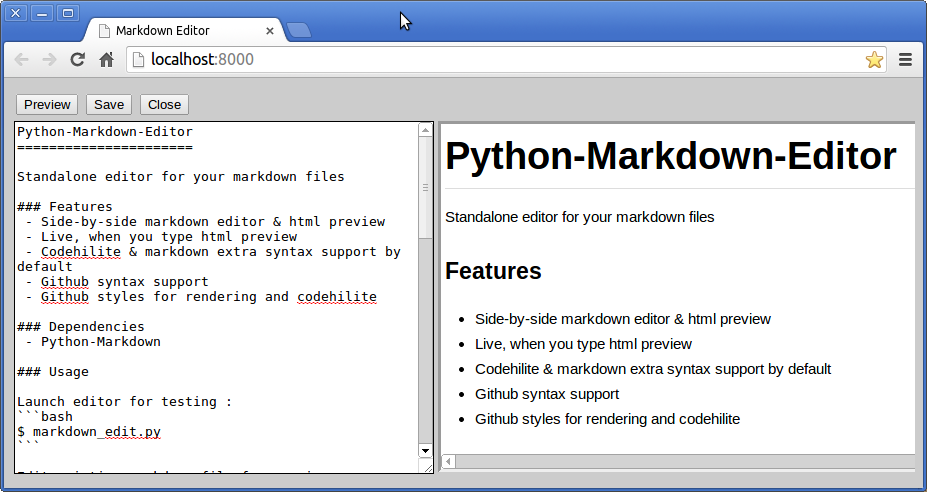 Markdown Editor
localhost:8000
Preview Save Close
Python-Markdown-Editor
======================
Standalone editor for your markdown files
### Features
- Side-by-side markdown editor & html preview
- Live, when you type html preview
- Codehilite & markdown extra syntax support by
default
- Github syntax support
- Github styles for rendering and codehilite
### Dependencies
- Python-Markdown
### Usage
Launch editor for testing :
```bash
$ markdown_edit.py
```
Python-Markdown-Editor
Standalone editor for your markdown files
Features
• Side-by-side markdown editor & html preview
• Live, when you type html preview
• Codehilite & markdown extra syntax support by default
• Github syntax support
• Github styles for rendering and codehilite